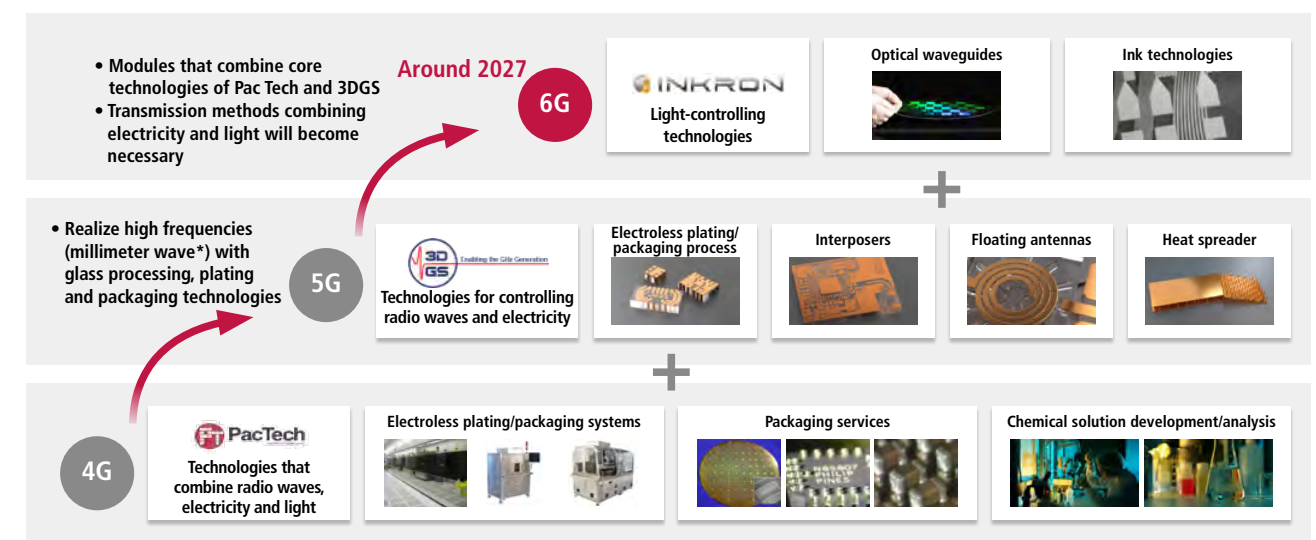 • Modules that combine core
technologies of Pac Tech and 3DGS
• Transmission methods combining
electricity and light will become
necessary
Around 2027
6G
INKRON
Light-controlling
technologies
Optical waveguides
Ink technologies
+
• Realize high frequencies
(millimeter wave*) with
glass processing, plating
and packaging technologies
5G
3D
GS
Enabling the GHz Generation
Technologies for controlling
radio waves and electricity
Electroless plating/
packaging process
Interposers
Floating antennas
Heat spreader
+
4G
PT PacTech
Technologies that
combine radio waves,
electricity and light
Electroless plating/packaging systems
Packaging services
PHILIP
PINES
Chemical solution development/analysis